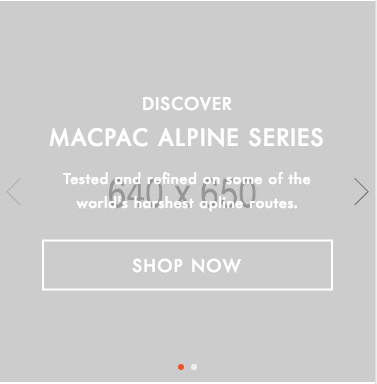 DISCOVER
MACPAC ALPINE SERIES
Tested and refined on some of the
640 x 650
world's harshest apline routes.
SHOP NOW